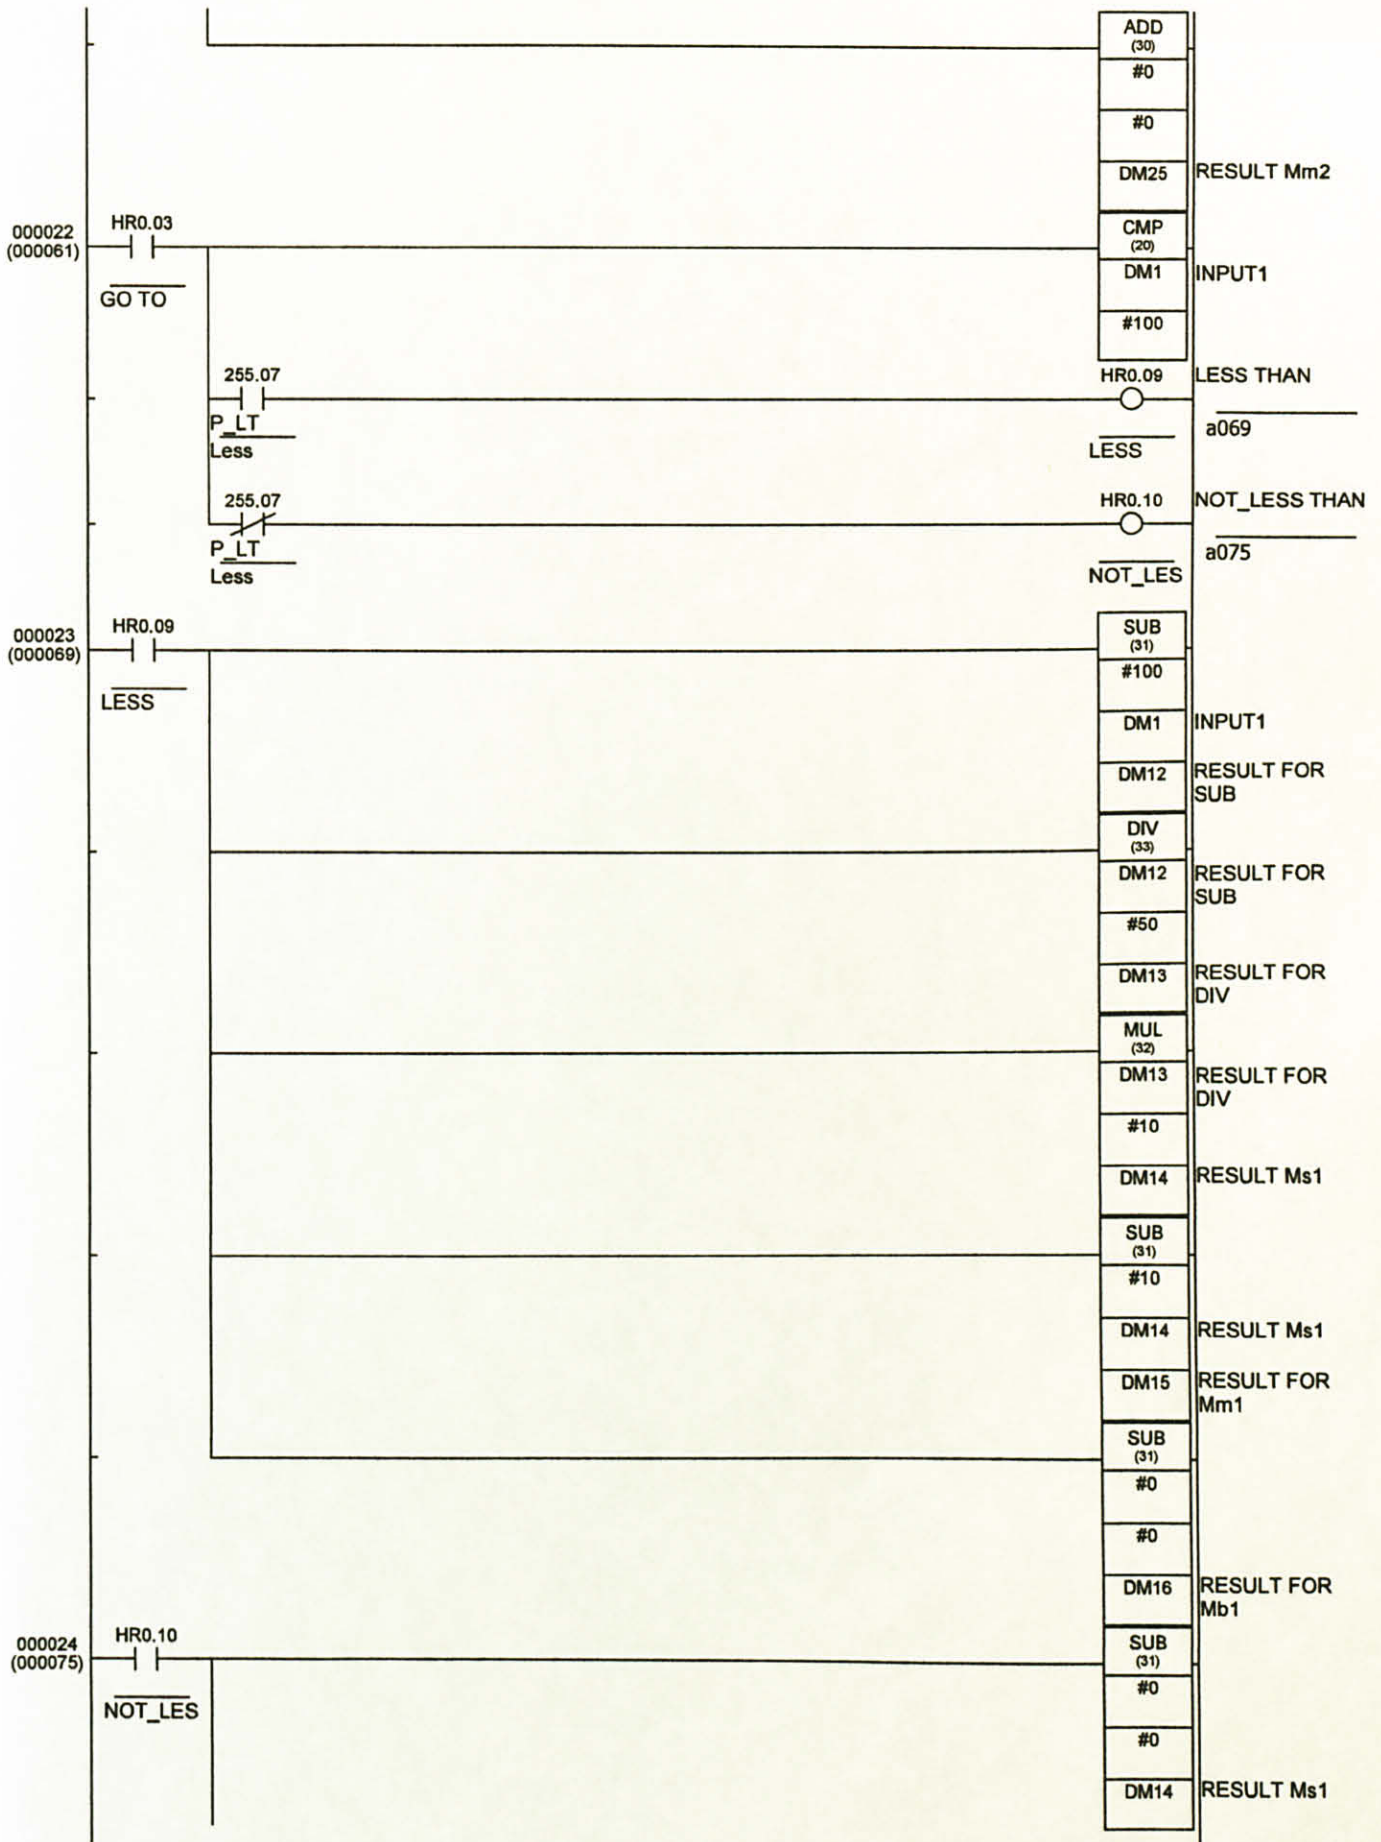 ADD
(30)
#0
#0
DM25 RESULT Mm2
000022
(000061)
HR0.03
GO TO
CMP
(20)
DM1 INPUT1
#100
255.07
P_LT
Less
HR0.09 LESS THAN
LESS
a069
255.07
P_LT
Less
HR0.10 NOT_LESS THAN
NOT_LES
a075
000023
(000069)
HR0.09
LESS
SUB
(31)
#100
DM1 INPUT1
DM12 RESULT FOR
SUB
DIV
(33)
DM12 RESULT FOR
SUB
#50
DM13 RESULT FOR
DIV
MUL
(32)
DM13 RESULT FOR
DIV
#10
DM14 RESULT Ms1
SUB
(31)
#10
DM14 RESULT Ms1
DM15 RESULT FOR
Mm1
SUB
(31)
#0
#0
DM16 RESULT FOR
Mb1
000024
(000075)
HR0.10
NOT_LES
SUB
(31)
#0
#0
DM14 RESULT Ms1